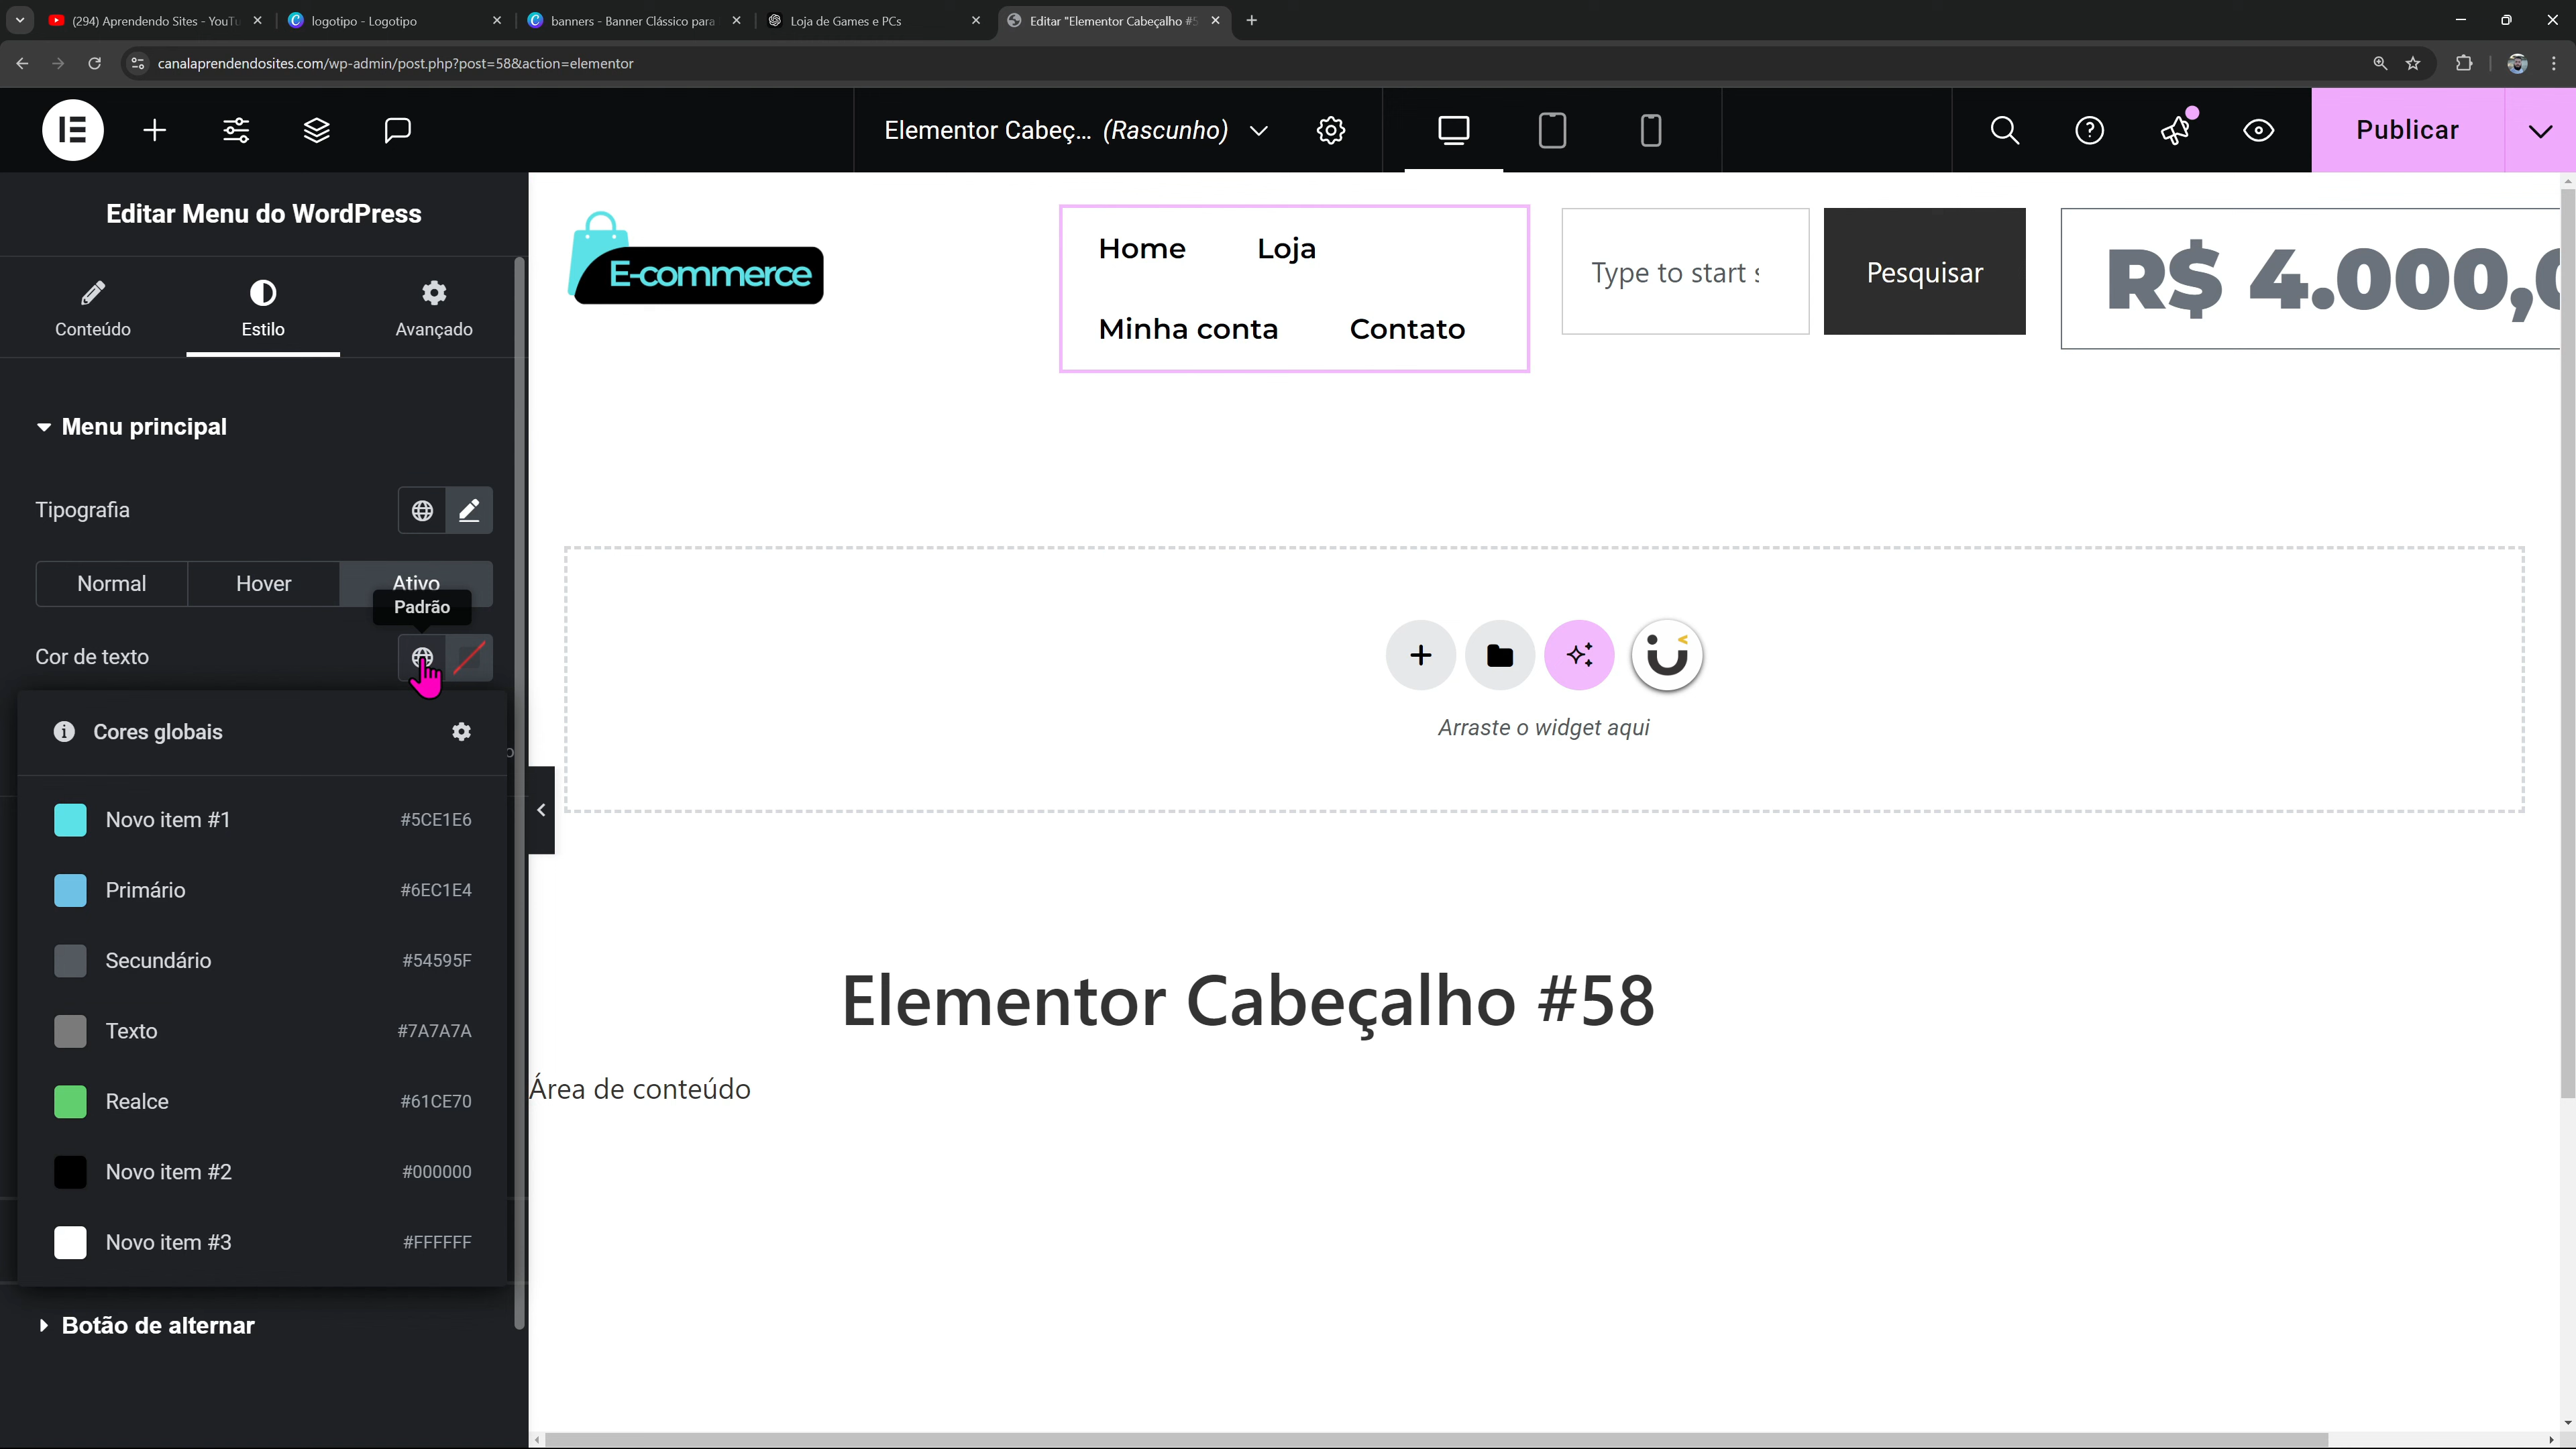 (294) Aprendendo Sites - YouTu
logotipo - Logotipo
banners - Banner Clássico para
Loja de Games e PCs
Editar "Elementor Cabeçalho #5
canalaprendendosites.com/wp-admin/post.php?post=58&action=elementor
Elementor Cabeç... (Rascunho)
Publicar
Editar Menu do WordPress
Conteúdo
Estilo
Avançado
Menu principal
Tipografia
Normal
Hover
Ativo
Padrão
Cor de texto
Cores globais
Novo item #1 #5CE1E6
Primário #6EC1E4
Secundário #54595F
Texto #7A7A7A
Realce #61CE70
Novo item #2 #000000
Novo item #3 #FFFFFF
Botão de alternar
E-commerce
Home Loja
Minha conta Contato
Type to start s
Pesquisar
R$ 4.000,0
Arraste o widget aqui
Elementor Cabeçalho #58
Área de conteúdo